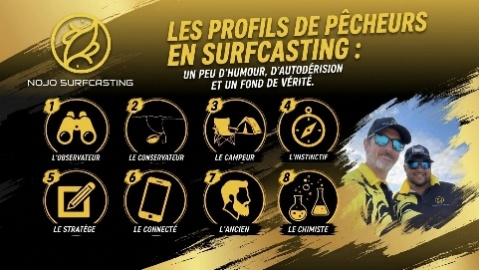 LES PROFILS DE PÊCHEURS
EN SURFCASTING :
UN PEU D'HUMOUR, D'AUTODÉRISION
ET UN FOND DE VÉRITÉ.
NOJO SURFCASTING
1
L'OBSERVATEUR
2
LE CONSERVATEUR
3
LE CAMPEUR
4
L'INSTINCTIF
5
LE STRATÈGE
6
LE CONNECTÉ
7
L'ANCIEN
8
LE CHIMISTE